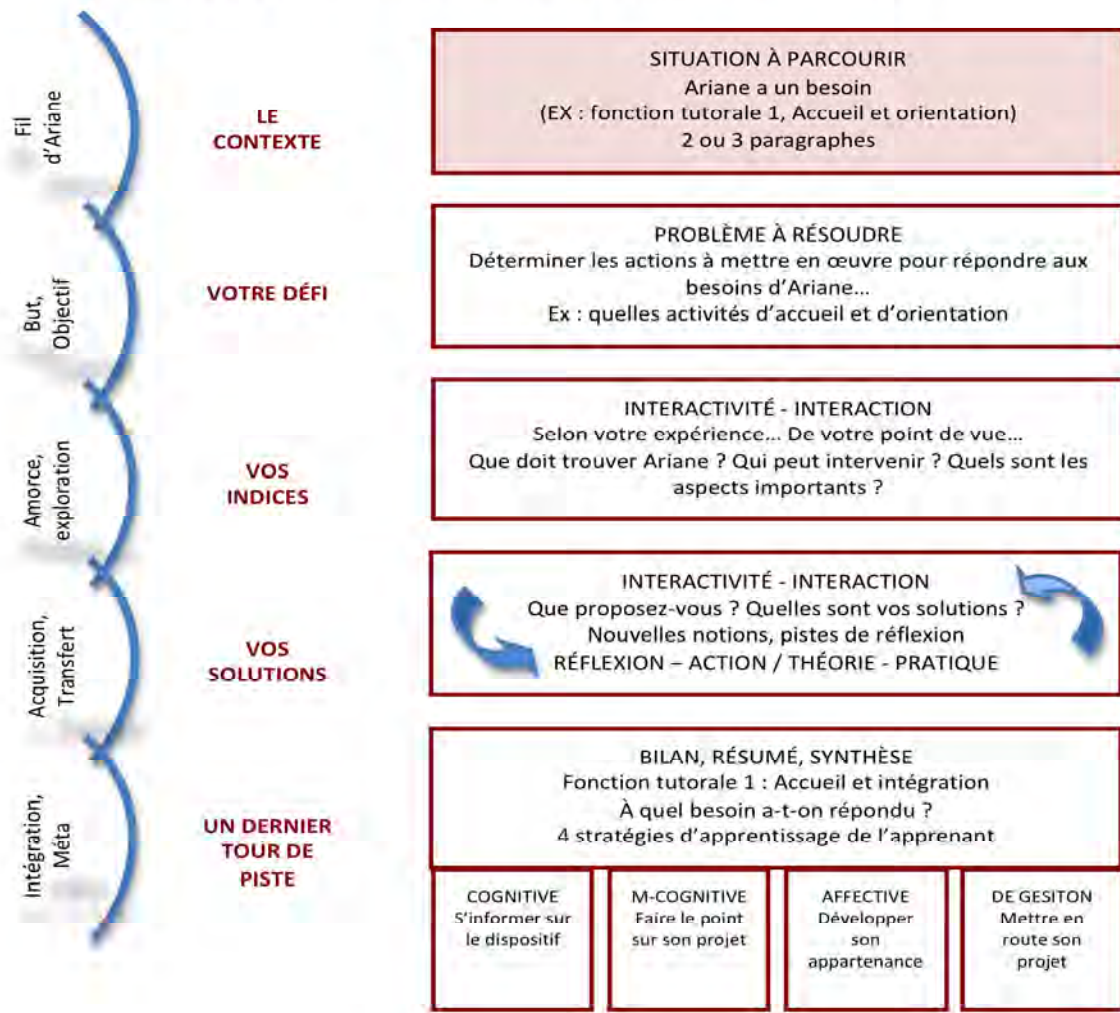 Fil
d'Ariane
LE
CONTEXTE
SITUATION À PARCOURIR
Ariane a un besoin
(EX : fonction tutorale 1, Accueil et orientation)
2 ou 3 paragraphes
But,
Objectif
VOTRE DÉFI
PROBLÈME À RÉSOUDRE
Déterminer les actions à mettre en œuvre pour répondre aux
besoins d'Ariane...
Ex : quelles activités d'accueil et d'orientation
Amorce,
exploration
VOS
INDICES
INTERACTIVITÉ - INTERACTION
Selon votre expérience... De votre point de vue...
Que doit trouver Ariane ? Qui peut intervenir ? Quels sont les
aspects importants ?
Acquisition,
Transfert
VOS
SOLUTIONS
INTERACTIVITÉ - INTERACTION
Que proposez-vous ? Quelles sont vos solutions ?
Nouvelles notions, pistes de réflexion
RÉFLEXION – ACTION / THÉORIE - PRATIQUE
Intégration,
Méta
UN DERNIER
TOUR DE
PISTE
BILAN, RÉSUMÉ, SYNTHÈSE
Fonction tutorale 1 : Accueil et intégration
À quel besoin a-t-on répondu ?
4 stratégies d'apprentissage de l'apprenant
COGNITIVE
S'informer sur
le dispositif
M-COGNITIVE
Faire le point
sur son projet
AFFECTIVE
Développer
son
appartenance
DE GESITON
Mettre en
route son
projet